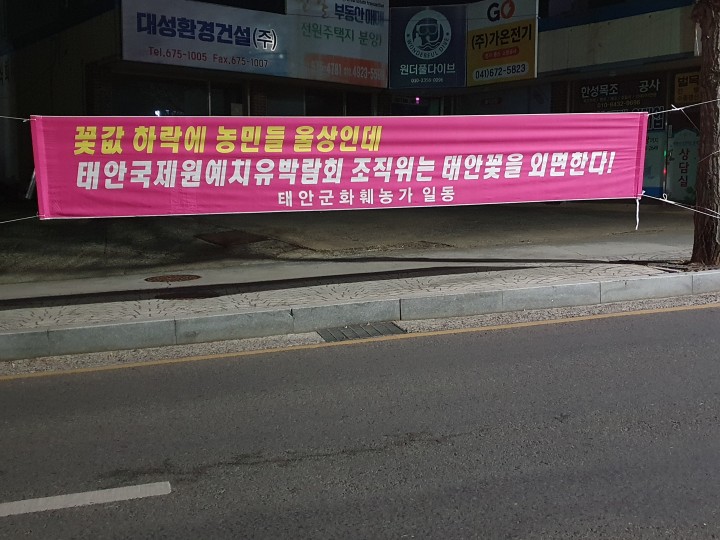 대성환경건설(주)
Tel.675-1005 Fax.675-1007
부동안
전원주택지 분양
원더풀다이브
GO
(주)가온전기
041) 672-5823
안성목조 공사
상담실
꽃값 하락에 농민들 울상인데
태안국제원예치유박람회 조직위는 태안꽃을 외면한다!
태안군화훼농가 일동